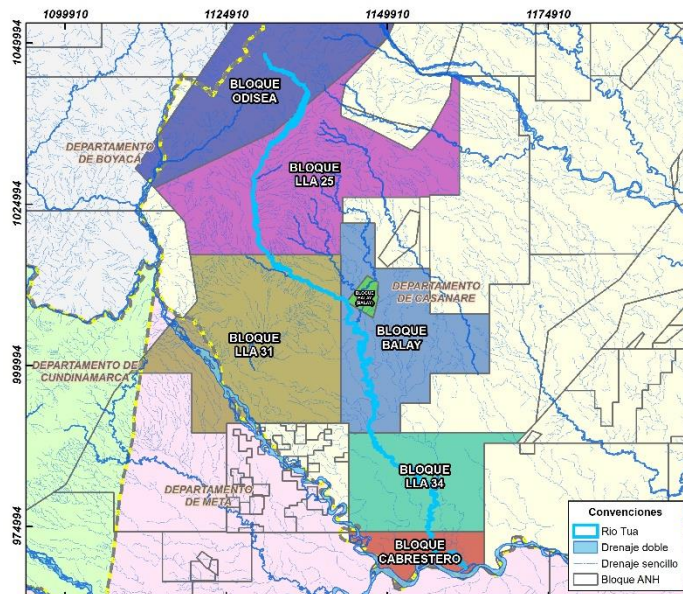 1099910 1124910 1149910 1174910
1049994
1024994
999994
974994
BLOQUE
ODISEA
DEPARTAMENTO
DE BOYACÁ
BLOQUE
LLA 25
DEPARTAMENTO
DE CASANARE
BLOQUE
BALAY
BLOQUE
LLA 31
DEPARTAMENTO DE
CUNDINAMARCA
BLOQUE
LLA 34
DEPARTAMENTO
DE META
BLOQUE
CABRESTERO
Convenciones
Rio Tua
Drenaje doble
Drenaje sencillo
Bloque ANH